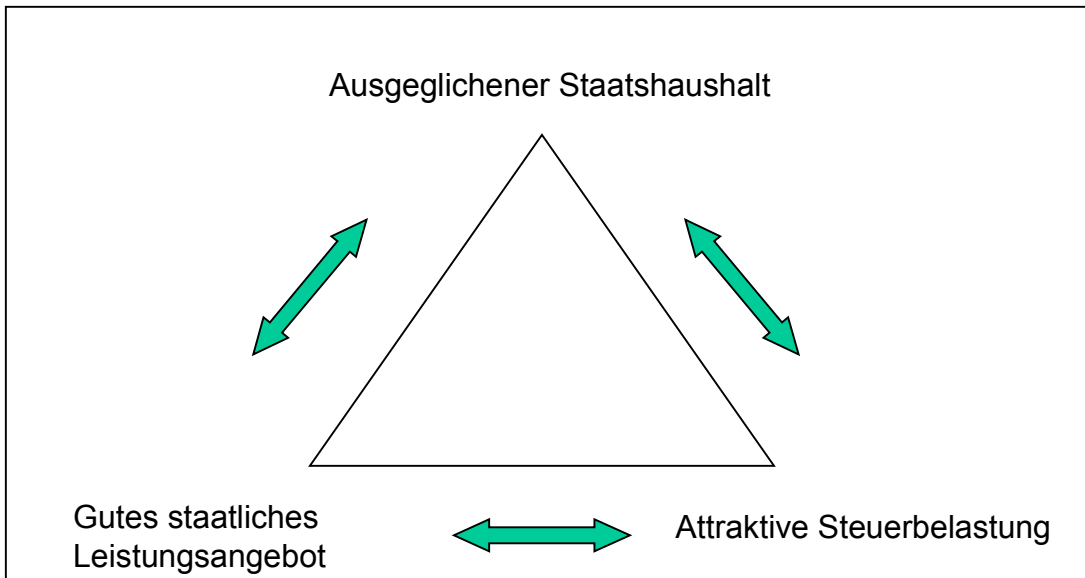 Ausgeglichener Staatshaushalt
Gutes staatliches
Leistungsangebot
Attraktive Steuerbelastung